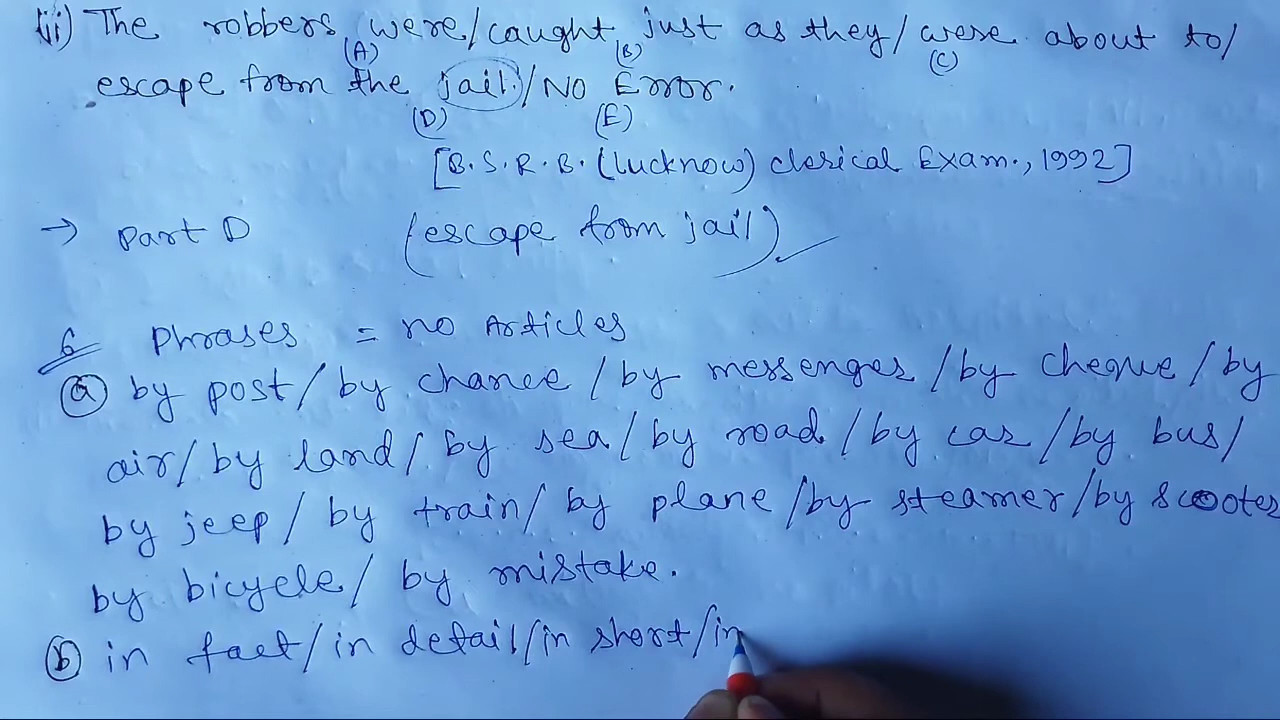 (ii) The robbers were/caught just as they/were about to/
(A) (B) (C)
escape from the jail./No Error.
(D) (E)
[B.S.R.B. (Lucknow) clerical Exam., 1992]
→ Part D (escape from jail) ✓
6 Phrases = no Articles
(a) by post/by chance/by messenger/by cheque/by
air/by land/by sea/by road/by car/by bus/
by jeep/by train/by plane/by steamer/by scooter
by bicycle/by mistake.
(b) in fact/in detail/in short/in